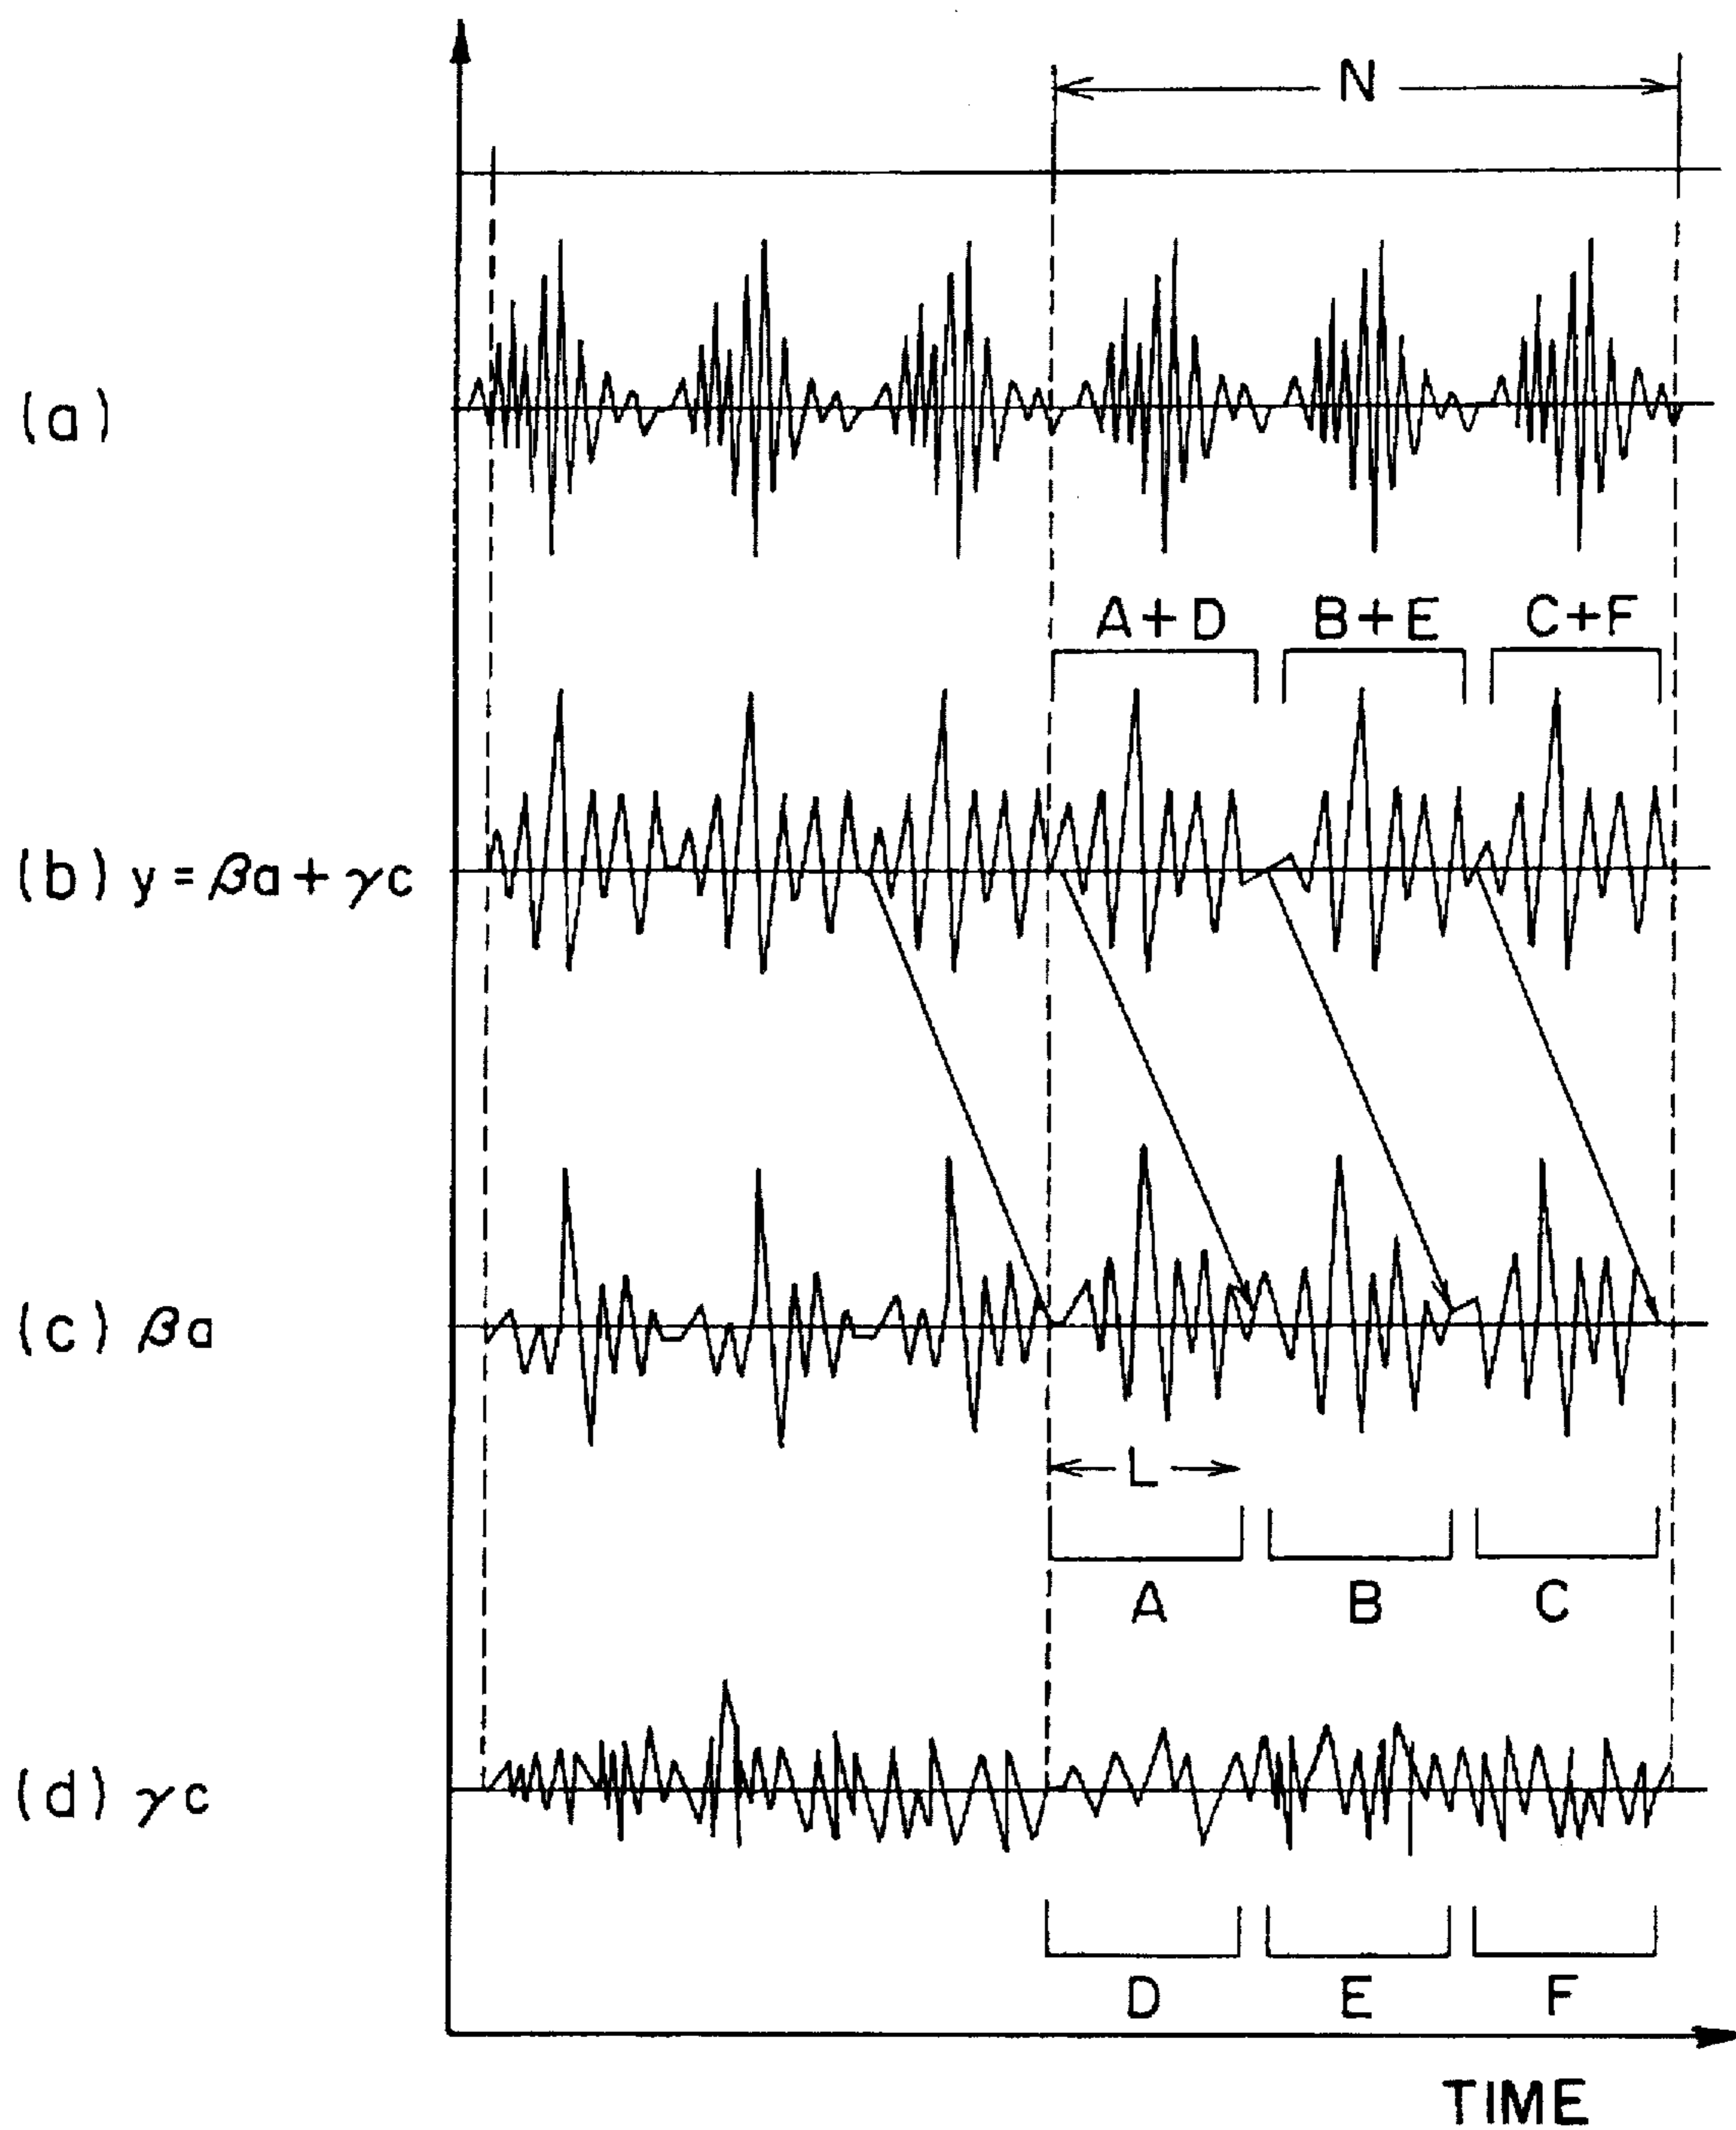 N
(a)
A+D B+E C+F
(b) y = βa + γc
(c) βa
L
A B C
(d) γc
D E F
TIME